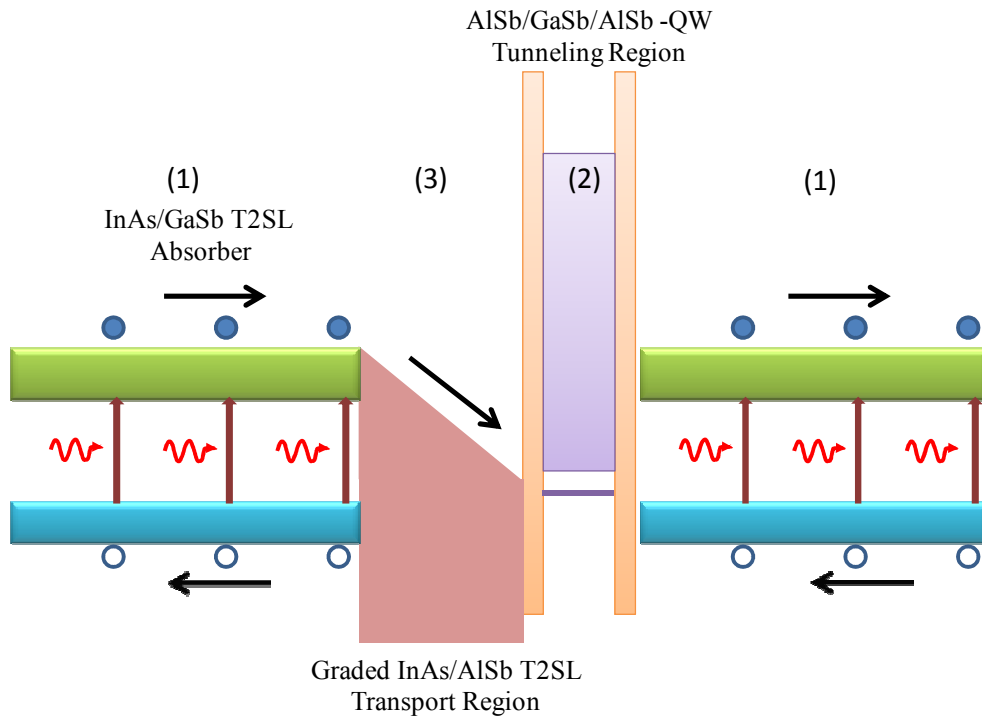 AlSb/GaSb/AlSb -QW
Tunneling Region
(1)
(3)
(2)
(1)
InAs/GaSb T2SL
Absorber
Graded InAs/AlSb T2SL
Transport Region